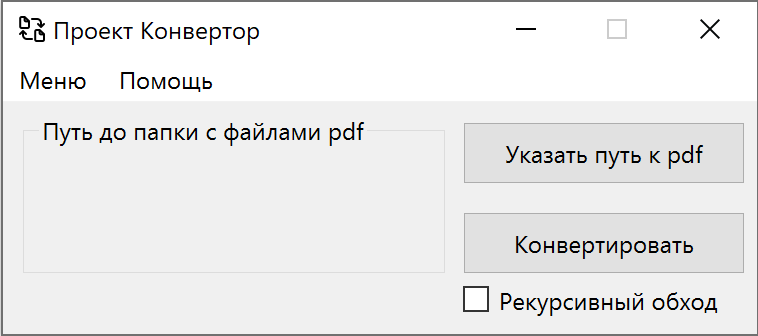 Проект Конвертор
Меню Помощь
Путь до папки с файлами pdf
Указать путь к pdf
Конвертировать
Рекурсивный обход